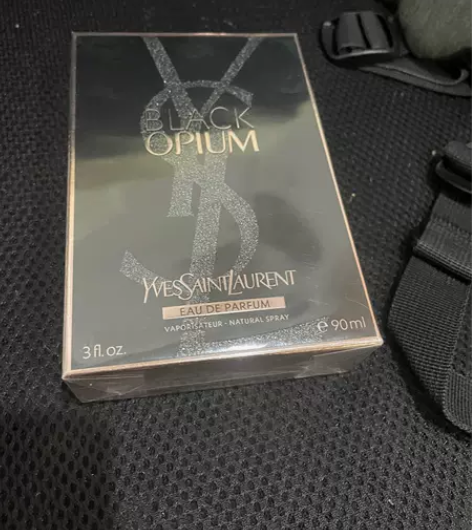 YSL
BLACK
OPIUM
YVESSAINTLAURENT
EAU DE PARFUM
VAPORISATEUR - NATURAL SPRAY
3 fl. oz. ℮ 90 ml